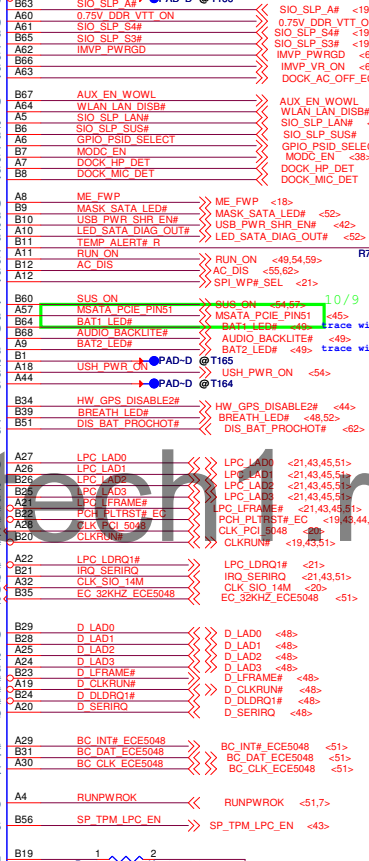 B63 SIO_SLP_A# SIO_SLP_A#
A60 0.75V_DDR_VTT_ON 0.75V_DDR_VTT_O
A61 SIO_SLP_S4# SIO_SLP_S4#
B65 SIO_SLP_S3# SIO_SLP_S3#
A62 IMVP_PWRGD IMVP_PWRGD
B66 IMVP_VR_ON
A63 DOCK_AC_OFF_E
B67 AUX_EN_WOWL AUX_EN_WOWL
A64 WLAN_LAN_DISB# WLAN_LAN_DISB#
A5 SIO_SLP_LAN# SIO_SLP_LAN#
B6 SIO_SLP_SUS# SIO_SLP_SUS#
A6 GPIO_PSID_SELECT GPIO_PSID_SELE
B7 MODC_EN MODC_EN <38>
A7 DOCK_HP_DET DOCK_HP_DET
B8 DOCK_MIC_DET DOCK_MIC_DET
A8 ME_FWP ME_FWP <18>
B9 MASK_SATA_LED# MASK_SATA_LED# <52>
B10 USB_PWR_SHR_EN# USB_PWR_SHR_EN# <42>
A10 LED_SATA_DIAG_OUT# LED_SATA_DIAG_OUT# <52>
B11 TEMP_ALERT#_R
A11 RUN_ON RUN_ON <49,54,59>
B12 AC_DIS AC_DIS <55,62>
A12 SPI_WP#_SEL <21>
B60 SUS_ON SUS_ON <54,57> 10/9
A57 MSATA_PCIE_PIN51 MSATA_PCIE_PIN51 <45>
B64 BAT1_LED# BAT1_LED# <49> trace wi
B68 AUDIO_BACKLITE# AUDIO_BACKLITE# <49>
A9 BAT2_LED# BAT2_LED# <49> trace wi
B1 PAD~D @T165
A18 USH_PWR_ON USH_PWR_ON <54>
A44 PAD~D @T164
B34 HW_GPS_DISABLE2# HW_GPS_DISABLE2# <44>
B39 BREATH_LED# BREATH_LED# <48,52>
B51 DIS_BAT_PROCHOT# DIS_BAT_PROCHOT# <62>
A27 LPC_LAD0 LPC_LAD0 <21,43,45,51>
A26 LPC_LAD1 LPC_LAD1 <21,43,45,51>
B26 LPC_LAD2 LPC_LAD2 <21,43,45,51>
B25 LPC_LAD3 LPC_LAD3 <21,43,45,51>
A21 LPC_LFRAME# LPC_LFRAME# <21,43,45,51>
B22 PCH_PLTRST#_EC PCH_PLTRST#_EC <19,43,44,
A28 CLK_PCI_5048 CLK_PCI_5048 <20>
B20 CLKRUN# CLKRUN# <19,43,51>
A22 LPC_LDRQ1# LPC_LDRQ1# <21>
B21 IRQ_SERIRQ IRQ_SERIRQ <21,43,51>
A32 CLK_SIO_14M CLK_SIO_14M <20>
B35 EC_32KHZ_ECE5048 EC_32KHZ_ECE5048 <51>
B29 D_LAD0 D_LAD0 <48>
B28 D_LAD1 D_LAD1 <48>
A25 D_LAD2 D_LAD2 <48>
A24 D_LAD3 D_LAD3 <48>
B23 D_LFRAME# D_LFRAME# <48>
A19 D_CLKRUN# D_CLKRUN# <48>
B24 D_DLDRQ1# D_DLDRQ1# <48>
A20 D_SERIRQ D_SERIRQ <48>
A29 BC_INT#_ECE5048 BC_INT#_ECE5048 <51>
B31 BC_DAT_ECE5048 BC_DAT_ECE5048 <51>
A30 BC_CLK_ECE5048 BC_CLK_ECE5048 <51>
A4 RUNPWROK RUNPWROK <51,7>
B56 SP_TPM_LPC_EN SP_TPM_LPC_EN <43>
B19 1 2